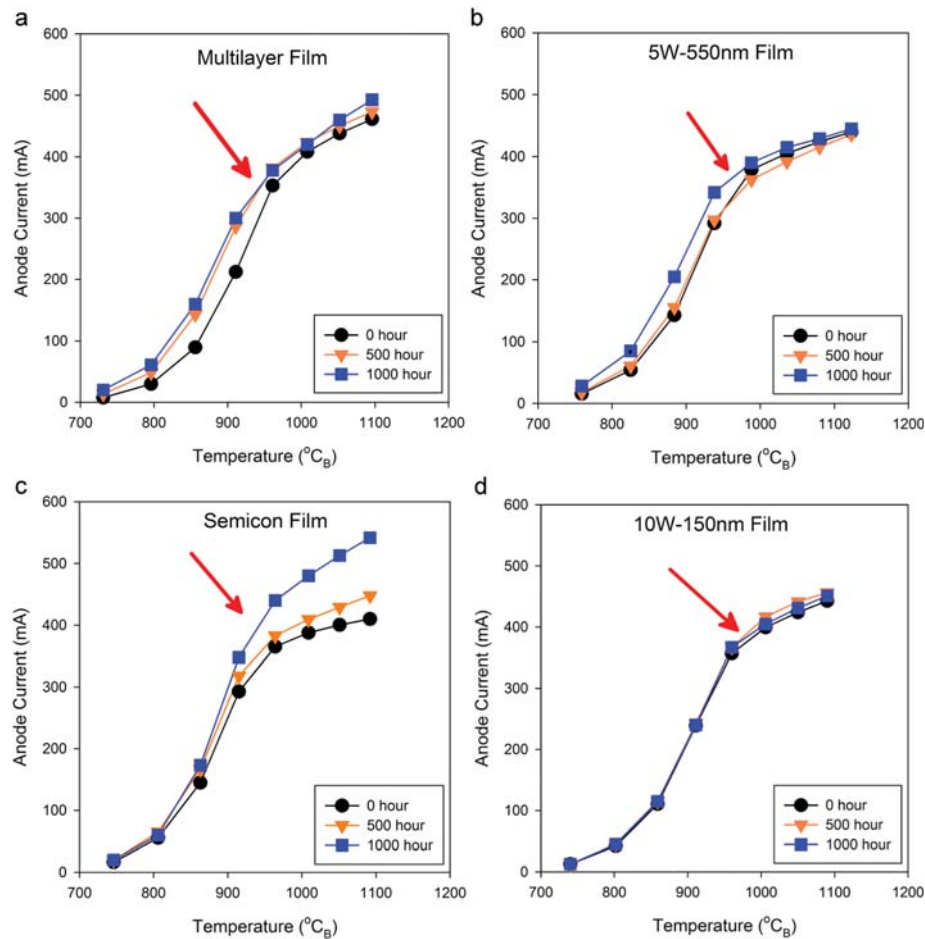 a
Multilayer Film
600
500
400
300
200
100
0
Anode Current (mA)
0 hour
500 hour
1000 hour
700 800 900 1000 1100 1200
Temperature (°C_B)
b
5W-550nm Film
600
500
400
300
200
100
0
Anode Current (mA)
0 hour
500 hour
1000 hour
700 800 900 1000 1100 1200
Temperature (°C_B)
c
Semicon Film
600
500
400
300
200
100
0
Anode Current (mA)
0 hour
500 hour
1000 hour
700 800 900 1000 1100 1200
Temperature (°C_B)
d
10W-150nm Film
600
500
400
300
200
100
0
Anode Current (mA)
0 hour
500 hour
1000 hour
700 800 900 1000 1100 1200
Temperature (°C_B)